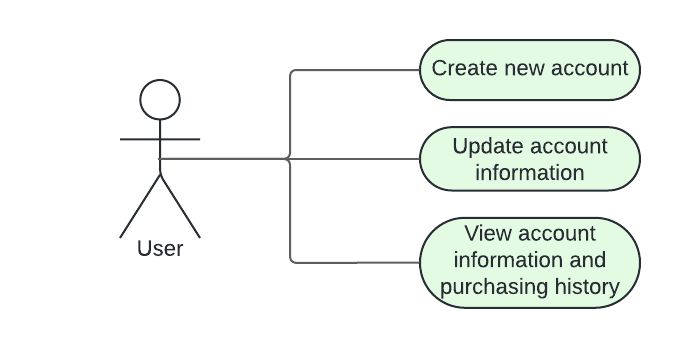 Create new account
Update account
information
View account
information and
purchasing history
User